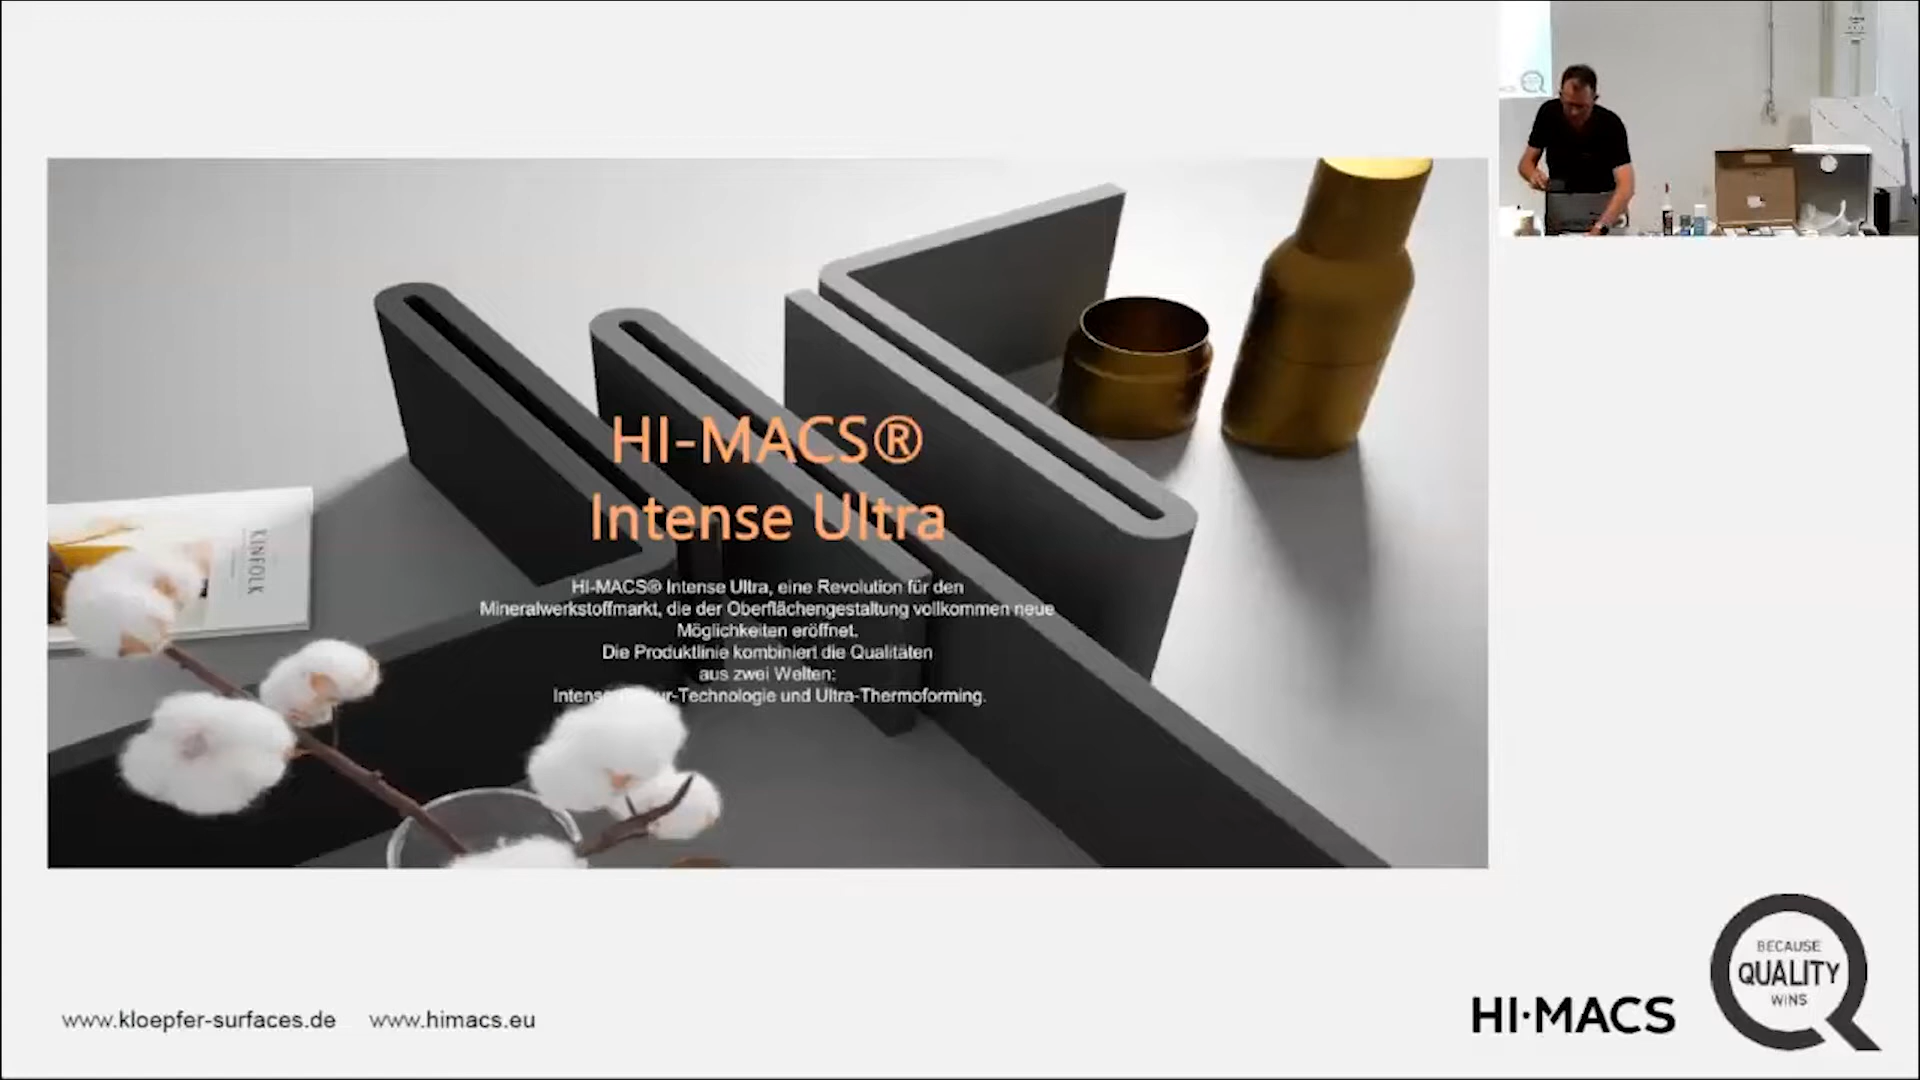 HI-MACS®
Intense Ultra
HI-MACS® Intense Ultra, eine Revolution für den
Mineralwerkstoffmarkt, die der Oberflächengestaltung vollkommen neue
Möglichkeiten eröffnet.
Die Produktlinie kombiniert die Qualitäten
aus zwei Welten:
Intense -Technologie und Ultra-Thermoforming.
KINFOLK
www.kloepfer-surfaces.de www.himacs.eu
HI·MACS
BECAUSE
QUALITY
WINS